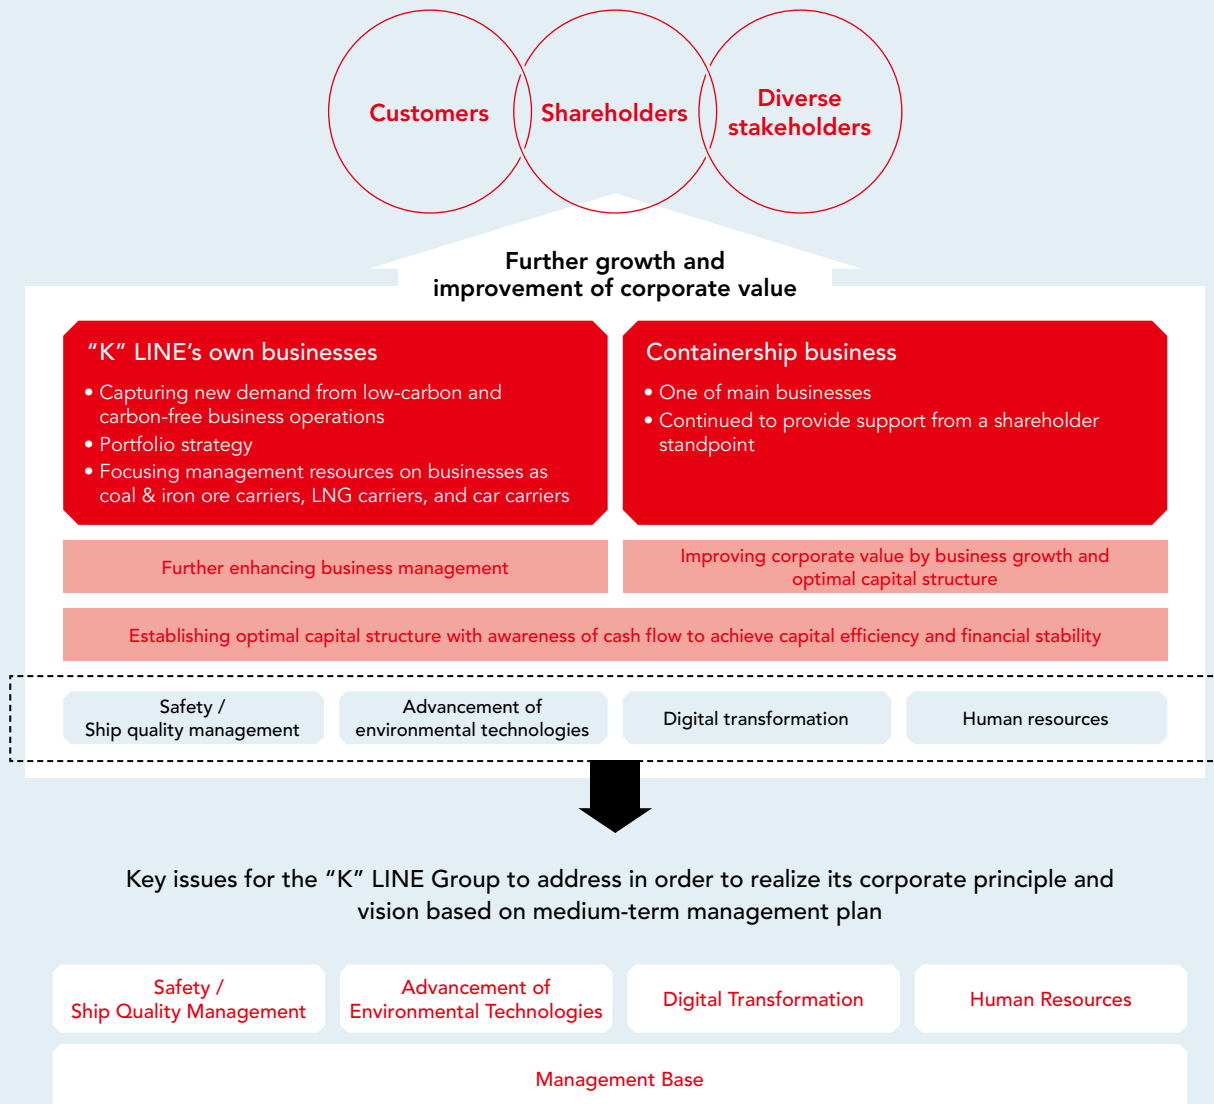 Customers
Shareholders
Diverse
stakeholders
Further growth and
improvement of corporate value
“K” LINE’s own businesses
• Capturing new demand from low-carbon and
carbon-free business operations
• Portfolio strategy
• Focusing management resources on businesses as
coal & iron ore carriers, LNG carriers, and car carriers
Containership business
• One of main businesses
• Continued to provide support from a shareholder
standpoint
Further enhancing business management
Improving corporate value by business growth and
optimal capital structure
Establishing optimal capital structure with awareness of cash flow to achieve capital efficiency and financial stability
Safety /
Ship quality management
Advancement of
environmental technologies
Digital transformation
Human resources
Key issues for the “K” LINE Group to address in order to realize its corporate principle and
vision based on medium-term management plan
Safety /
Ship Quality Management
Advancement of
Environmental Technologies
Digital Transformation
Human Resources
Management Base